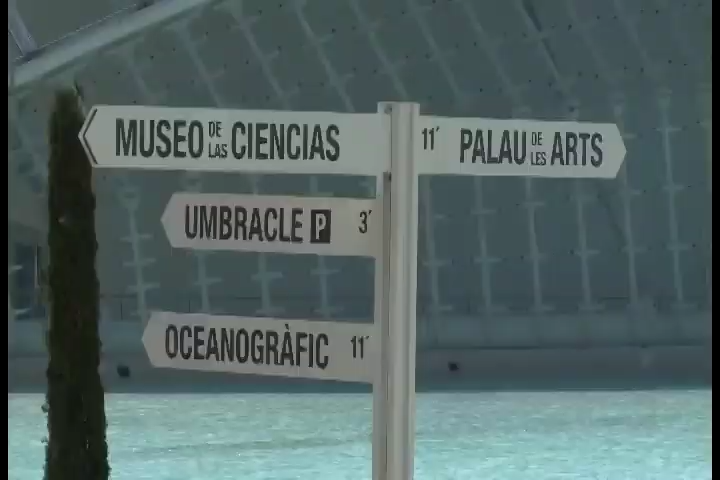 MUSEO DE LAS CIENCIAS
11' PALAU DE LES ARTS
UMBRACLE P 3'
OCEANOGRÀFIC 11'